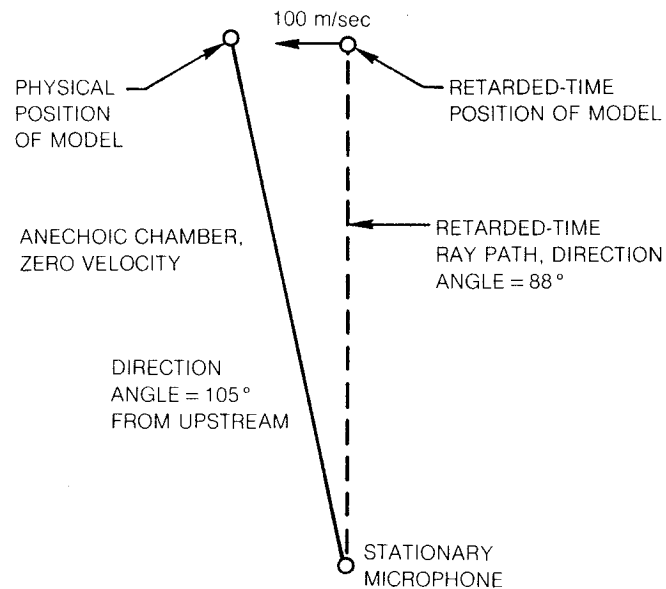 100 m/sec
PHYSICAL
POSITION
OF MODEL
RETARDED-TIME
POSITION OF MODEL
ANECHOIC CHAMBER,
ZERO VELOCITY
RETARDED-TIME
RAY PATH, DIRECTION
ANGLE = 88°
DIRECTION
ANGLE = 105°
FROM UPSTREAM
STATIONARY
MICROPHONE